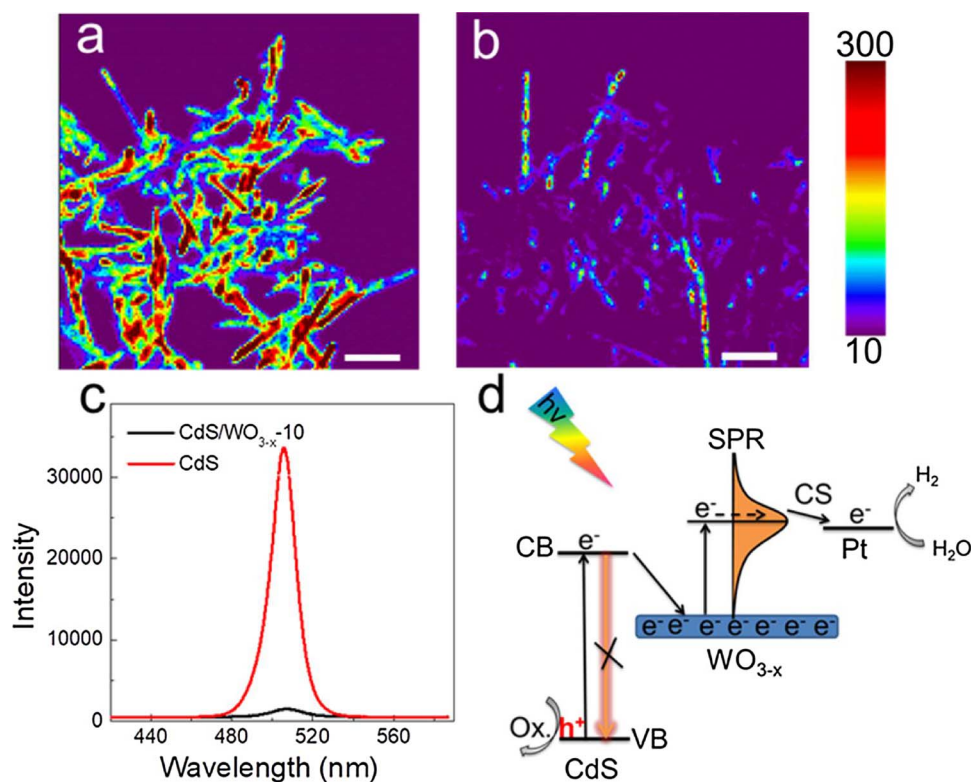 a
b
300
10
c
CdS/WO3-x-10
CdS
30000
20000
10000
0
Intensity
440
480
520
560
Wavelength (nm)
d
hν
SPR
e-
CS
e-
Pt
H2
H2O
CB
e-
e- e- e- e- e- e- e-
WO3-x
Ox.
h+
VB
CdS